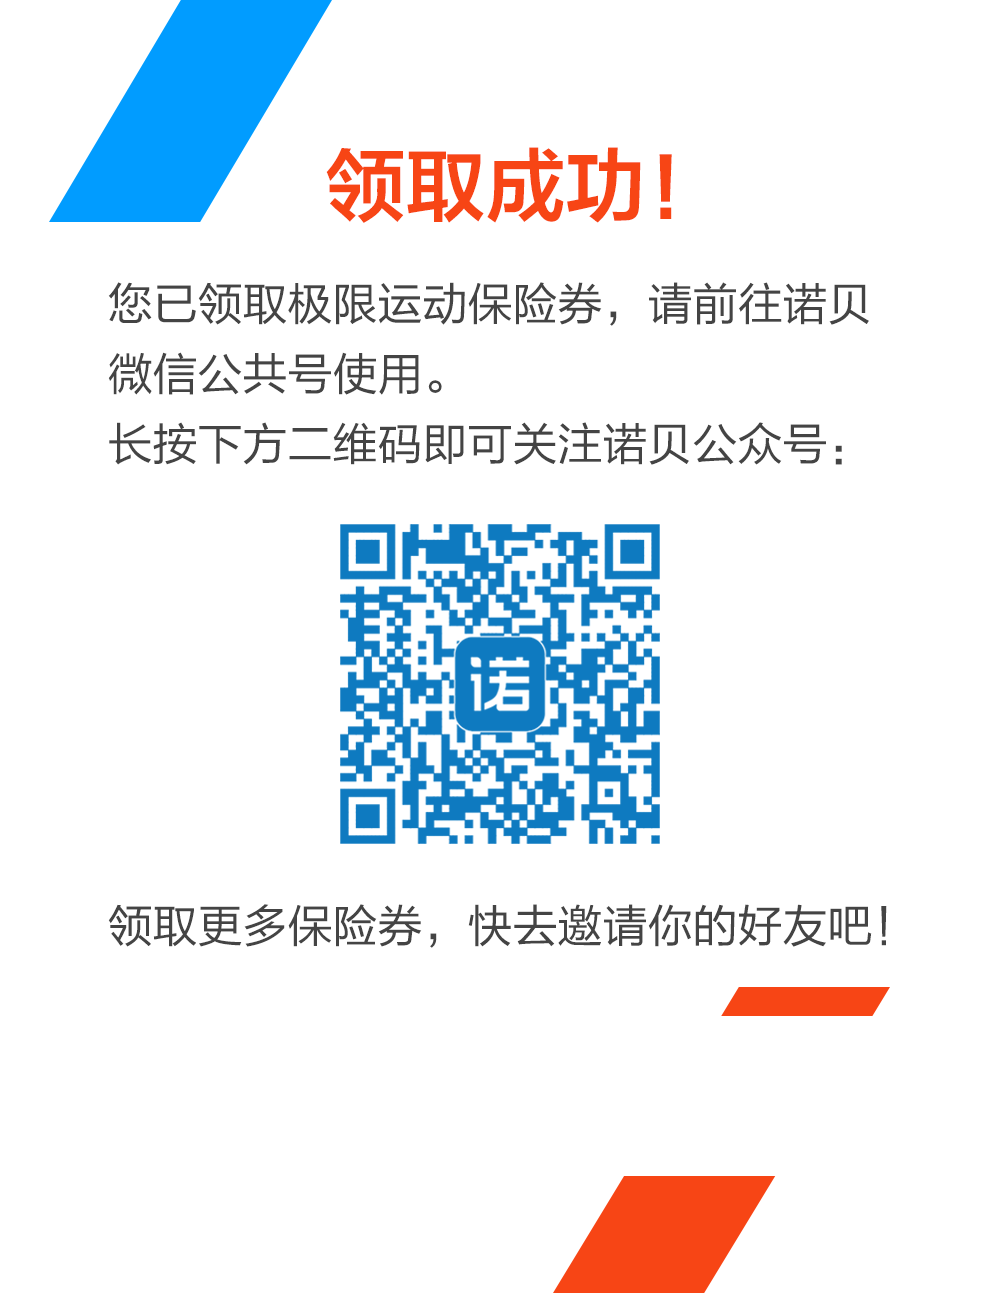 领取成功！
您已领取极限运动保险券，请前往诺贝
微信公共号使用。
长按下方二维码即可关注诺贝公众号：
诺
领取更多保险券，快去邀请你的好友吧！